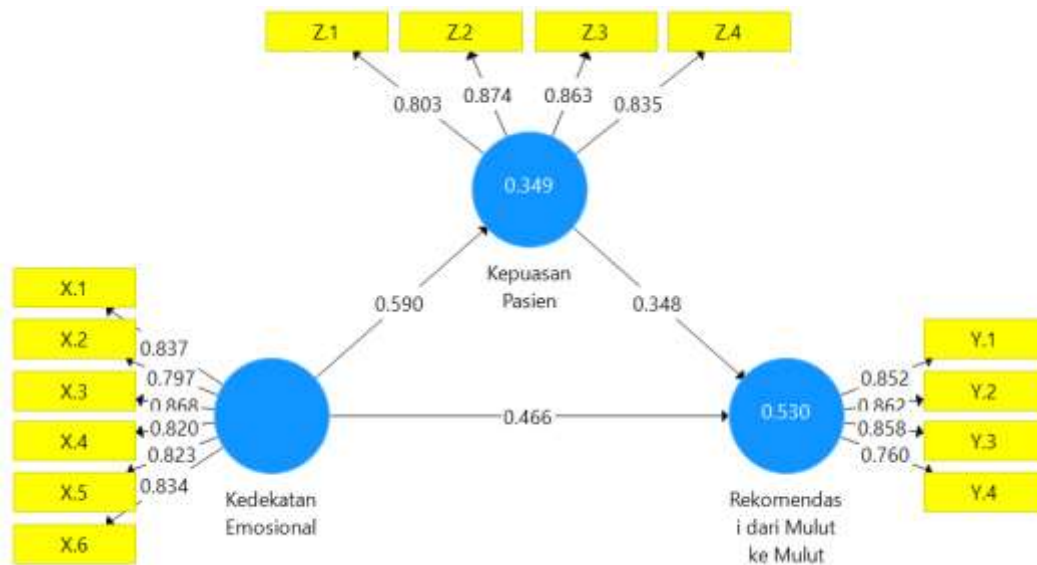 Z.1
Z.2
Z.3
Z.4
0.803
0.874
0.863
0.835
0.349
Kepuasan
Pasien
0.590
0.348
X.1
X.2
X.3
X.4
X.5
X.6
0.837
0.797
0.868
0.820
0.823
0.834
Kedekatan
Emosional
0.466
0.530
Rekomendas
i dari Mulut
ke Mulut
0.852
0.862
0.858
0.760
Y.1
Y.2
Y.3
Y.4